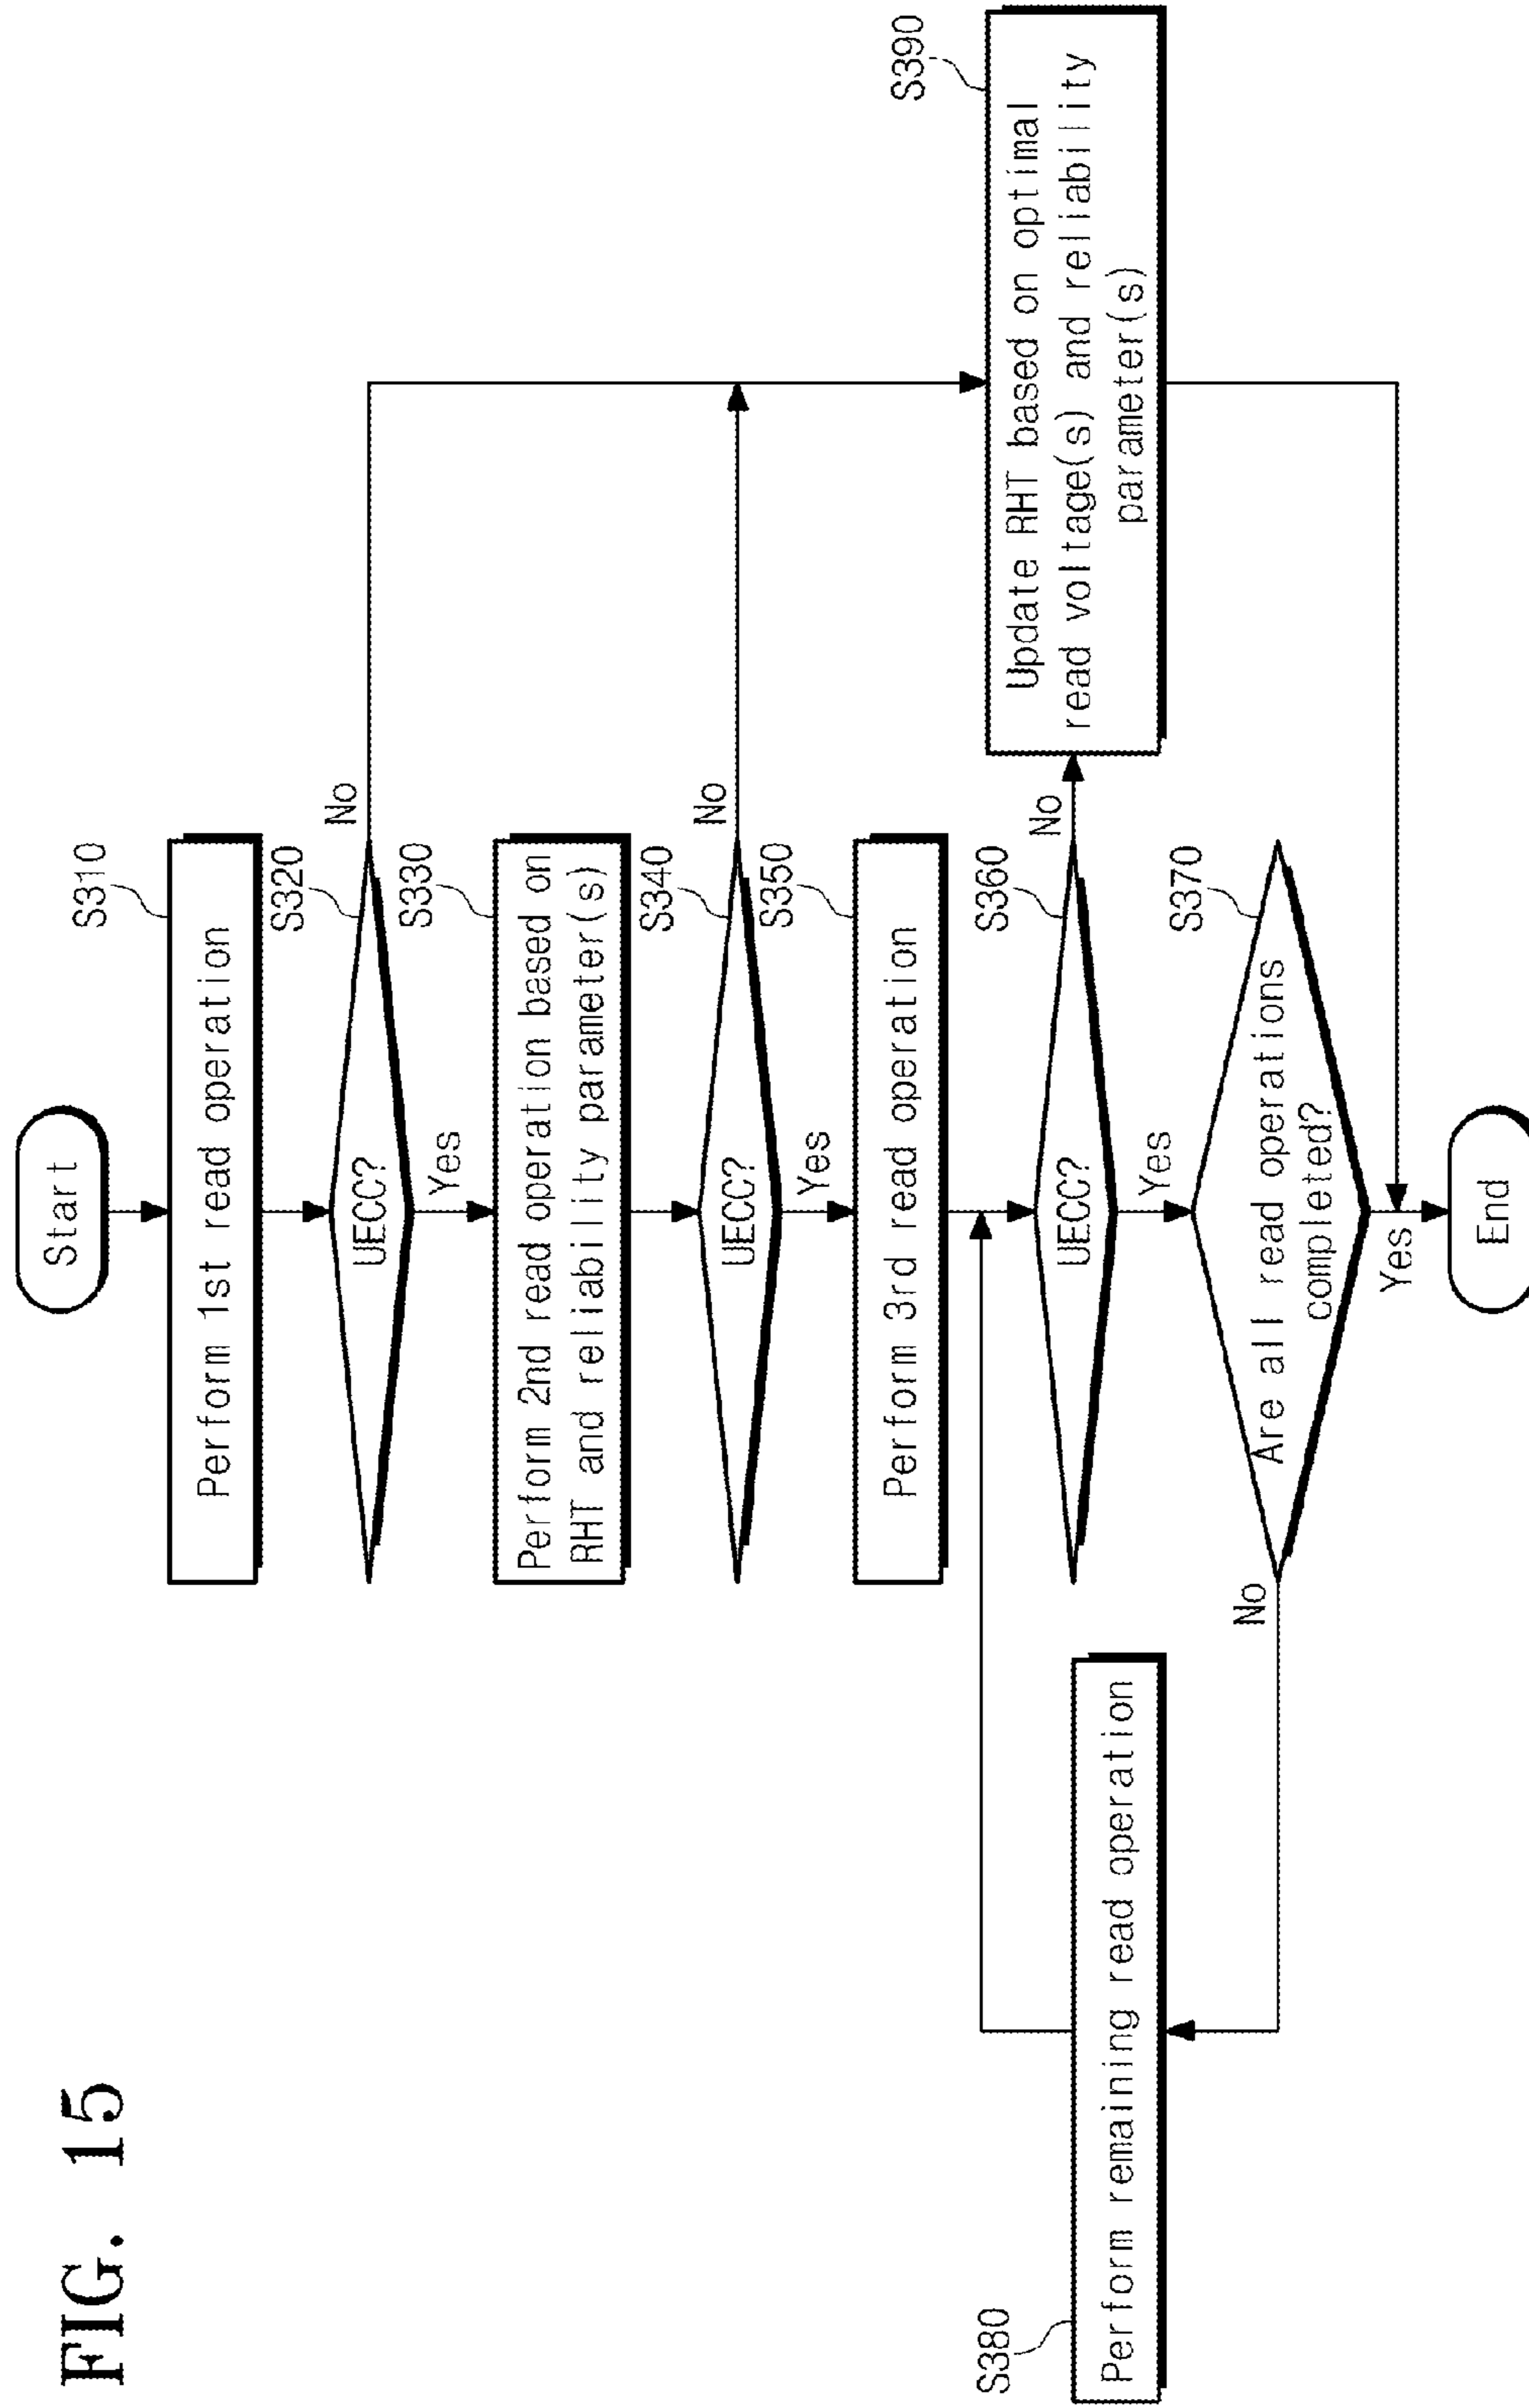 FIG. 15
Start
S310
Perform 1st read operation
S320
UECC?
No
Yes
S330
Perform 2nd read operation based on
RHT and reliability parameter(s)
S340
UECC?
No
Yes
S350
Perform 3rd read operation
S360
UECC?
No
Yes
S390
Update RHT based on optimal
read voltage(s) and reliability
parameter(s)
S380
Perform remaining read operation
S370
Are all read operations
completed?
No
Yes
End